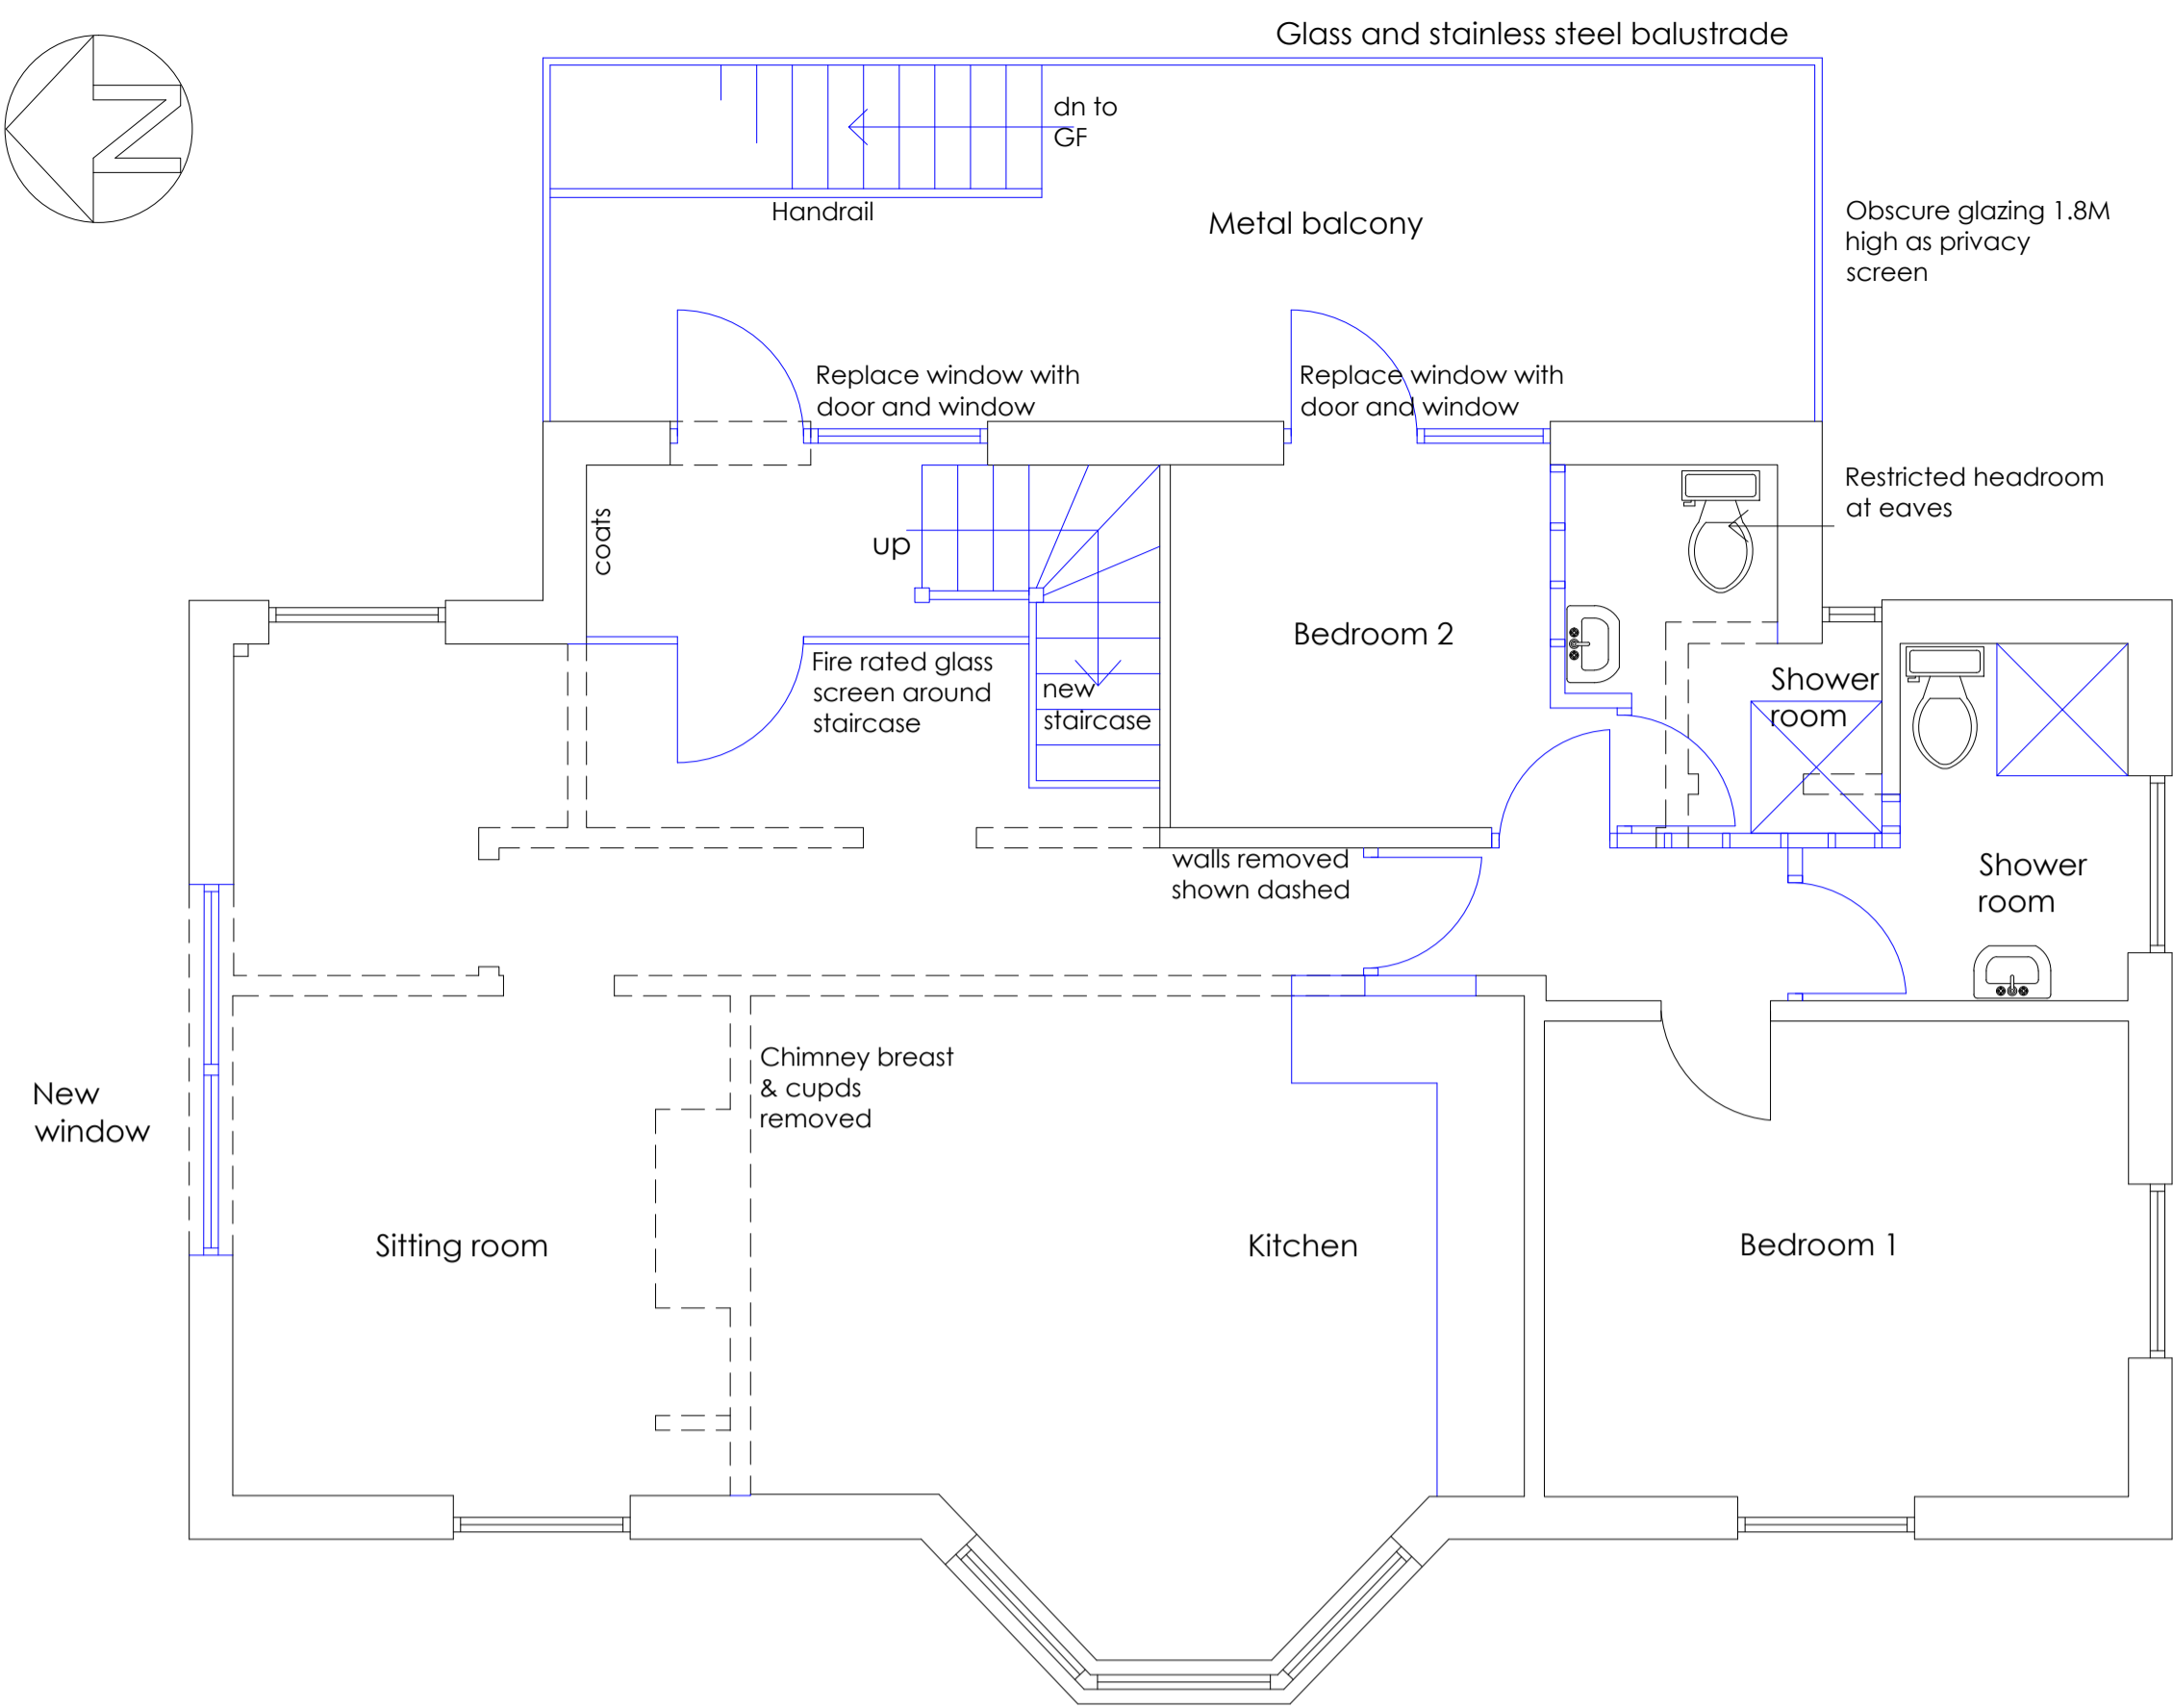 Glass and stainless steel balustrade
N
dn to
GF
Handrail
Metal balcony
Obscure glazing 1.8M
high as privacy
screen
Replace window with
door and window
Replace window with
door and window
Restricted headroom
at eaves
coats
up
Bedroom 2
Fire rated glass
screen around
staircase
new
staircase
Shower
room
walls removed
shown dashed
Shower
room
Chimney breast
& cupds
removed
New
window
Sitting room
Kitchen
Bedroom 1